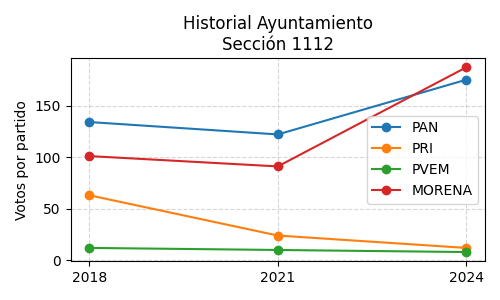 Historial Ayuntamiento
Sección 1112
Votos por partido
150
100
50
0
2018
2021
2024
PAN
PRI
PVEM
MORENA